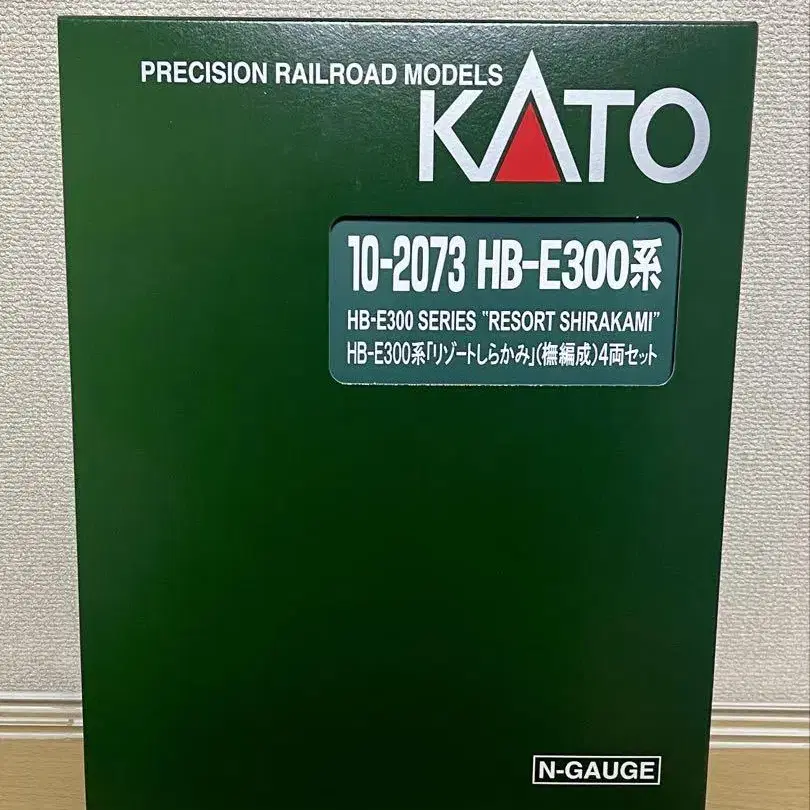 PRECISION RAILROAD MODELS
KATO
10-2073 HB-E300系
HB-E300 SERIES "RESORT SHIRAKAMI"
HB-E300系「リゾートしらかみ」(橅編成)4両セット
N-GAUGE